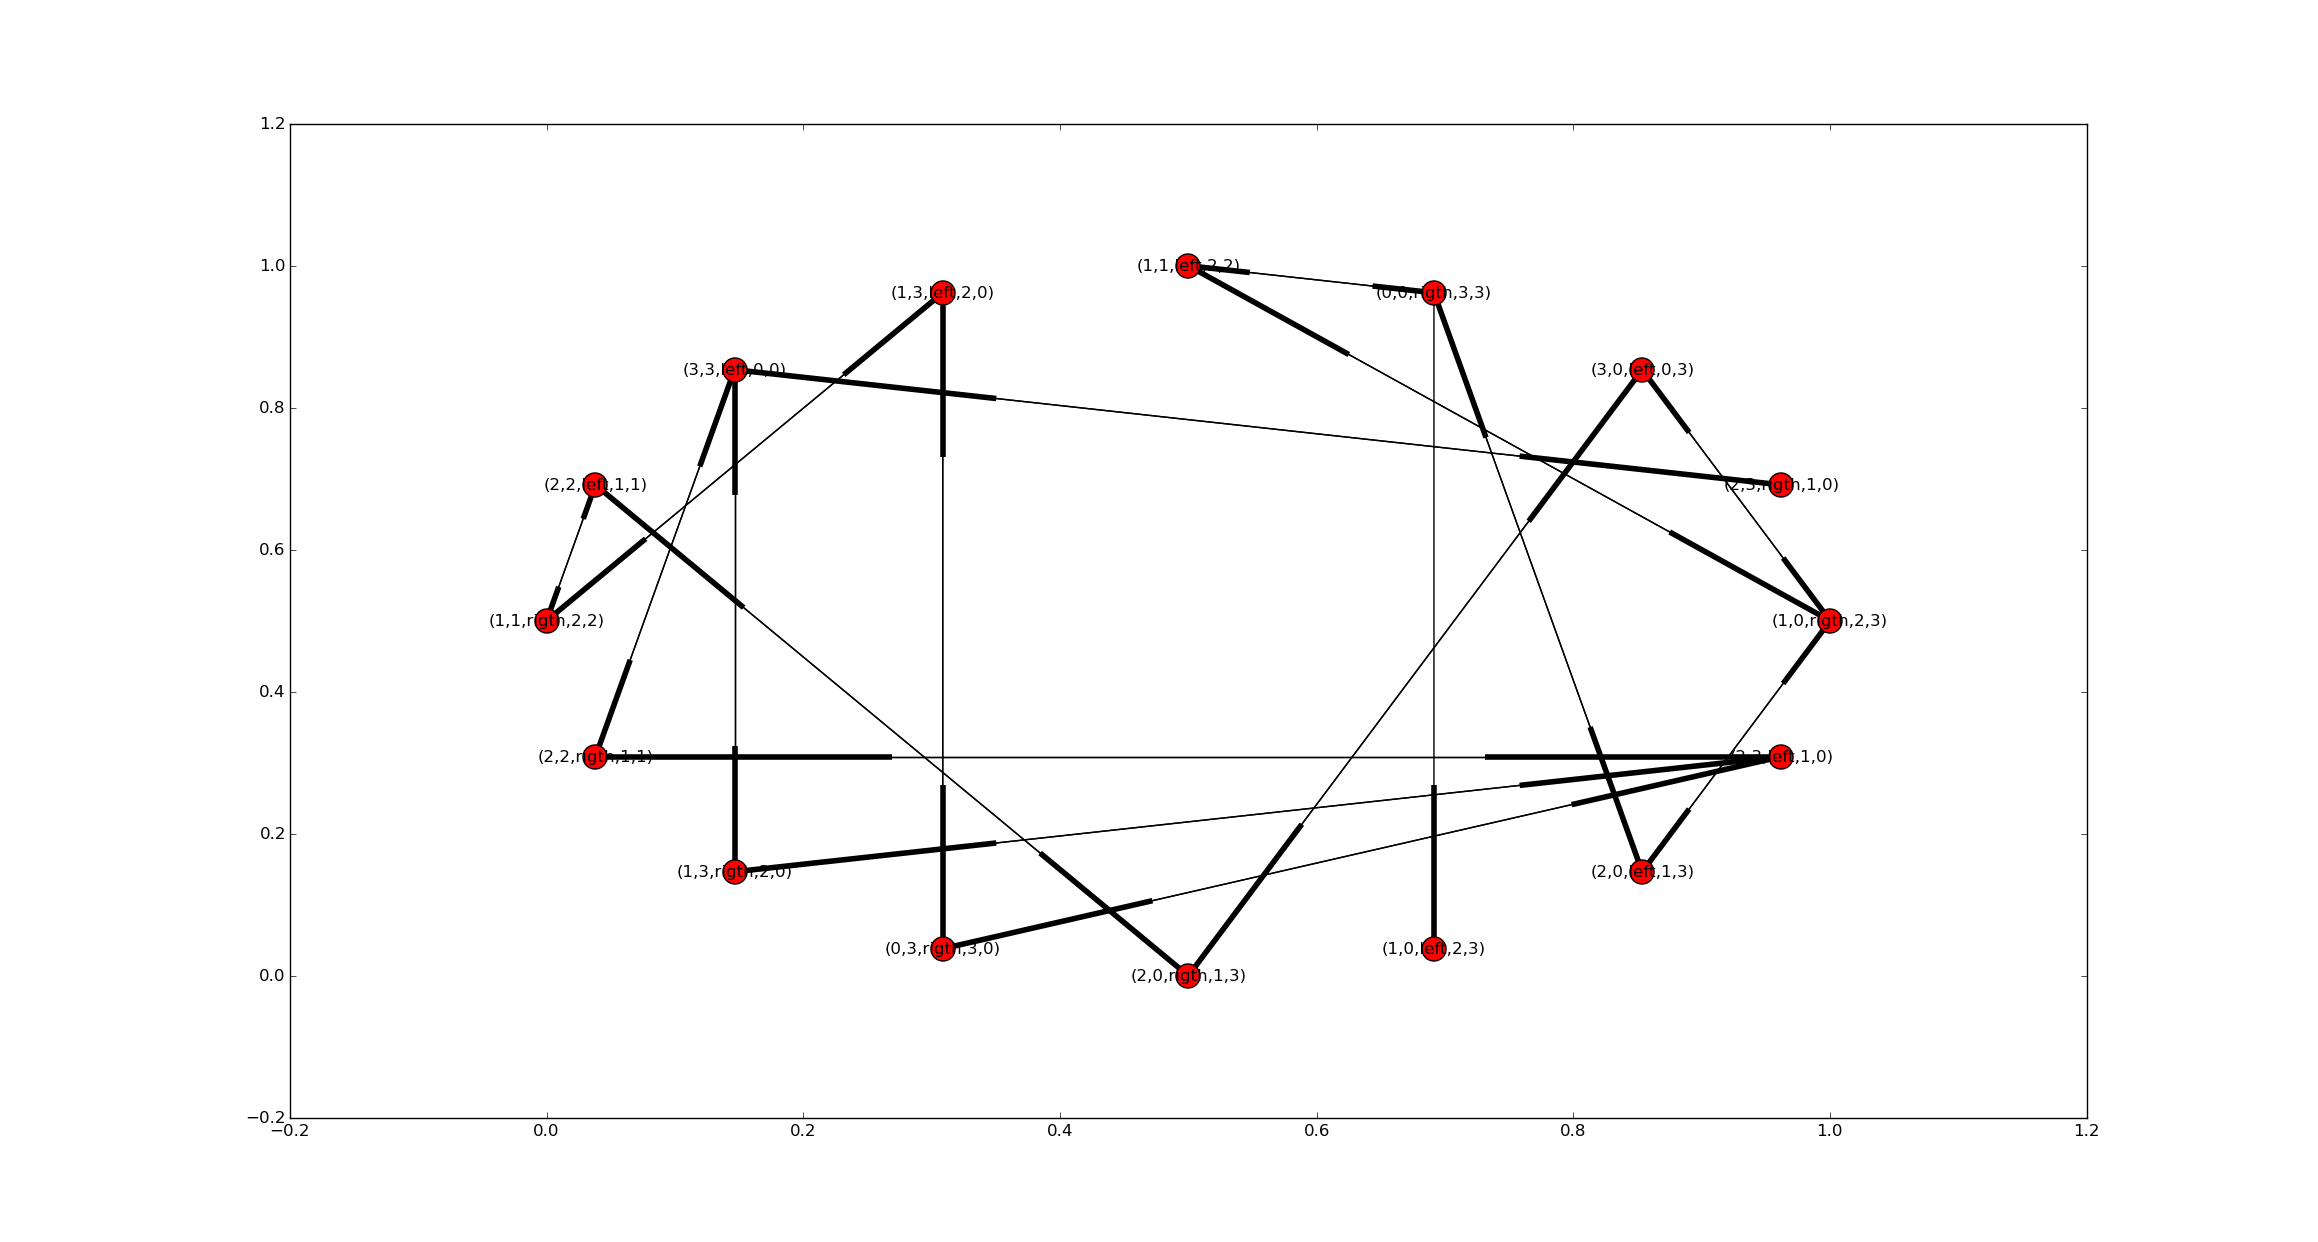 1.2
1.0
0.8
0.6
0.4
0.2
0.0
−0.2
(1,1,left,2,2)
(1,3,left,2,0)
(0,0,rigth,3,3)
(3,3,left,0,0)
(3,0,left,0,3)
(2,2,left,1,1)
(2,3,rigth,1,0)
(1,1,rigth,2,2)
(1,0,rigth,2,3)
(2,2,rigth,1,1)
(2,3,left,1,0)
(1,3,rigth,2,0)
(2,0,left,1,3)
(0,3,rigth,3,0)
(1,0,left,2,3)
(2,0,rigth,1,3)
−0.2 0.0 0.2 0.4 0.6 0.8 1.0 1.2